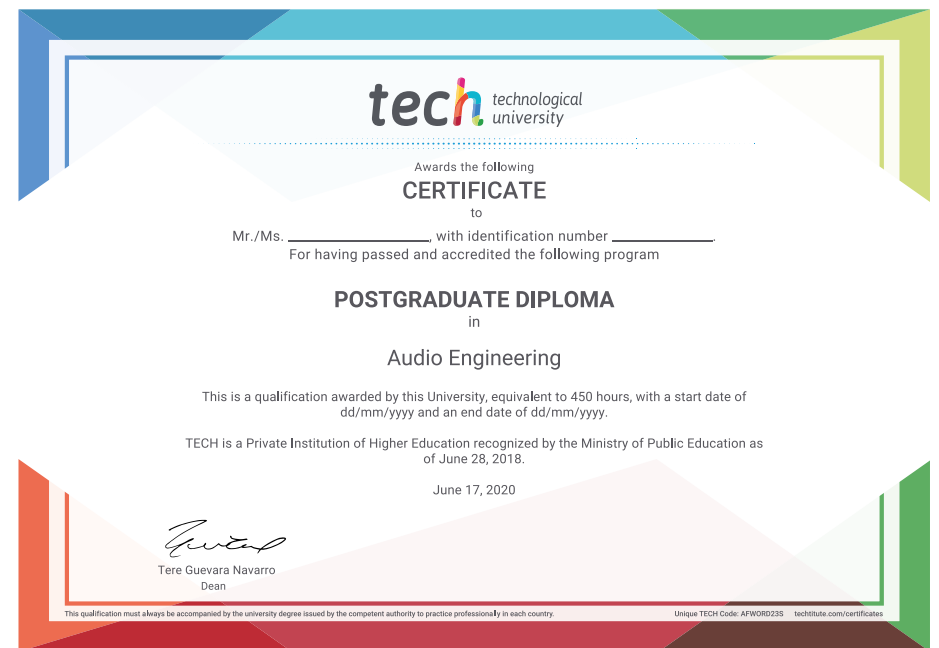 tech technological
university
Awards the following
CERTIFICATE
to
Mr./Ms. ____________________, with identification number ______________.
For having passed and accredited the following program
POSTGRADUATE DIPLOMA
in
Audio Engineering
This is a qualification awarded by this University, equivalent to 450 hours, with a start date of
dd/mm/yyyy and an end date of dd/mm/yyyy.
TECH is a Private Institution of Higher Education recognized by the Ministry of Public Education as
of June 28, 2018.
June 17, 2020
Tere Guevara Navarro
Dean
This qualification must always be accompanied by the university degree issued by the competent authority to practice professionally in each country. Unique TECH Code: AFWORD23S techtitute.com/certificates